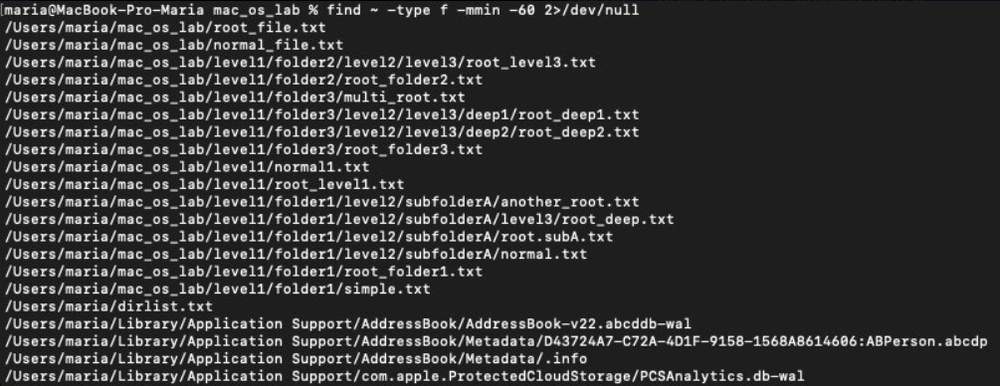 [maria@MacBook-Pro-Maria mac_os_lab % find ~ -type f -mmin -60 2>/dev/null
/Users/maria/mac_os_lab/root_file.txt
/Users/maria/mac_os_lab/normal_file.txt
/Users/maria/mac_os_lab/level1/folder2/level2/level3/root_level3.txt
/Users/maria/mac_os_lab/level1/folder2/root_folder2.txt
/Users/maria/mac_os_lab/level1/folder3/multi_root.txt
/Users/maria/mac_os_lab/level1/folder3/level2/level3/deep1/root_deep1.txt
/Users/maria/mac_os_lab/level1/folder3/level2/level3/deep2/root_deep2.txt
/Users/maria/mac_os_lab/level1/folder3/root_folder3.txt
/Users/maria/mac_os_lab/level1/normal1.txt
/Users/maria/mac_os_lab/level1/root_level1.txt
/Users/maria/mac_os_lab/level1/folder1/level2/subfolderA/another_root.txt
/Users/maria/mac_os_lab/level1/folder1/level2/subfolderA/level3/root_deep.txt
/Users/maria/mac_os_lab/level1/folder1/level2/subfolderA/root.subA.txt
/Users/maria/mac_os_lab/level1/folder1/level2/subfolderA/normal.txt
/Users/maria/mac_os_lab/level1/folder1/root_folder1.txt
/Users/maria/mac_os_lab/level1/folder1/simple.txt
/Users/maria/dirlist.txt
/Users/maria/Library/Application Support/AddressBook/AddressBook-v22.abcddb-wal
/Users/maria/Library/Application Support/AddressBook/Metadata/D43724A7-C72A-4D1F-9158-1568A8614606:ABPerson.abcdp
/Users/maria/Library/Application Support/AddressBook/Metadata/.info
/Users/maria/Library/Application Support/com.apple.ProtectedCloudStorage/PCSAnalytics.db-wal